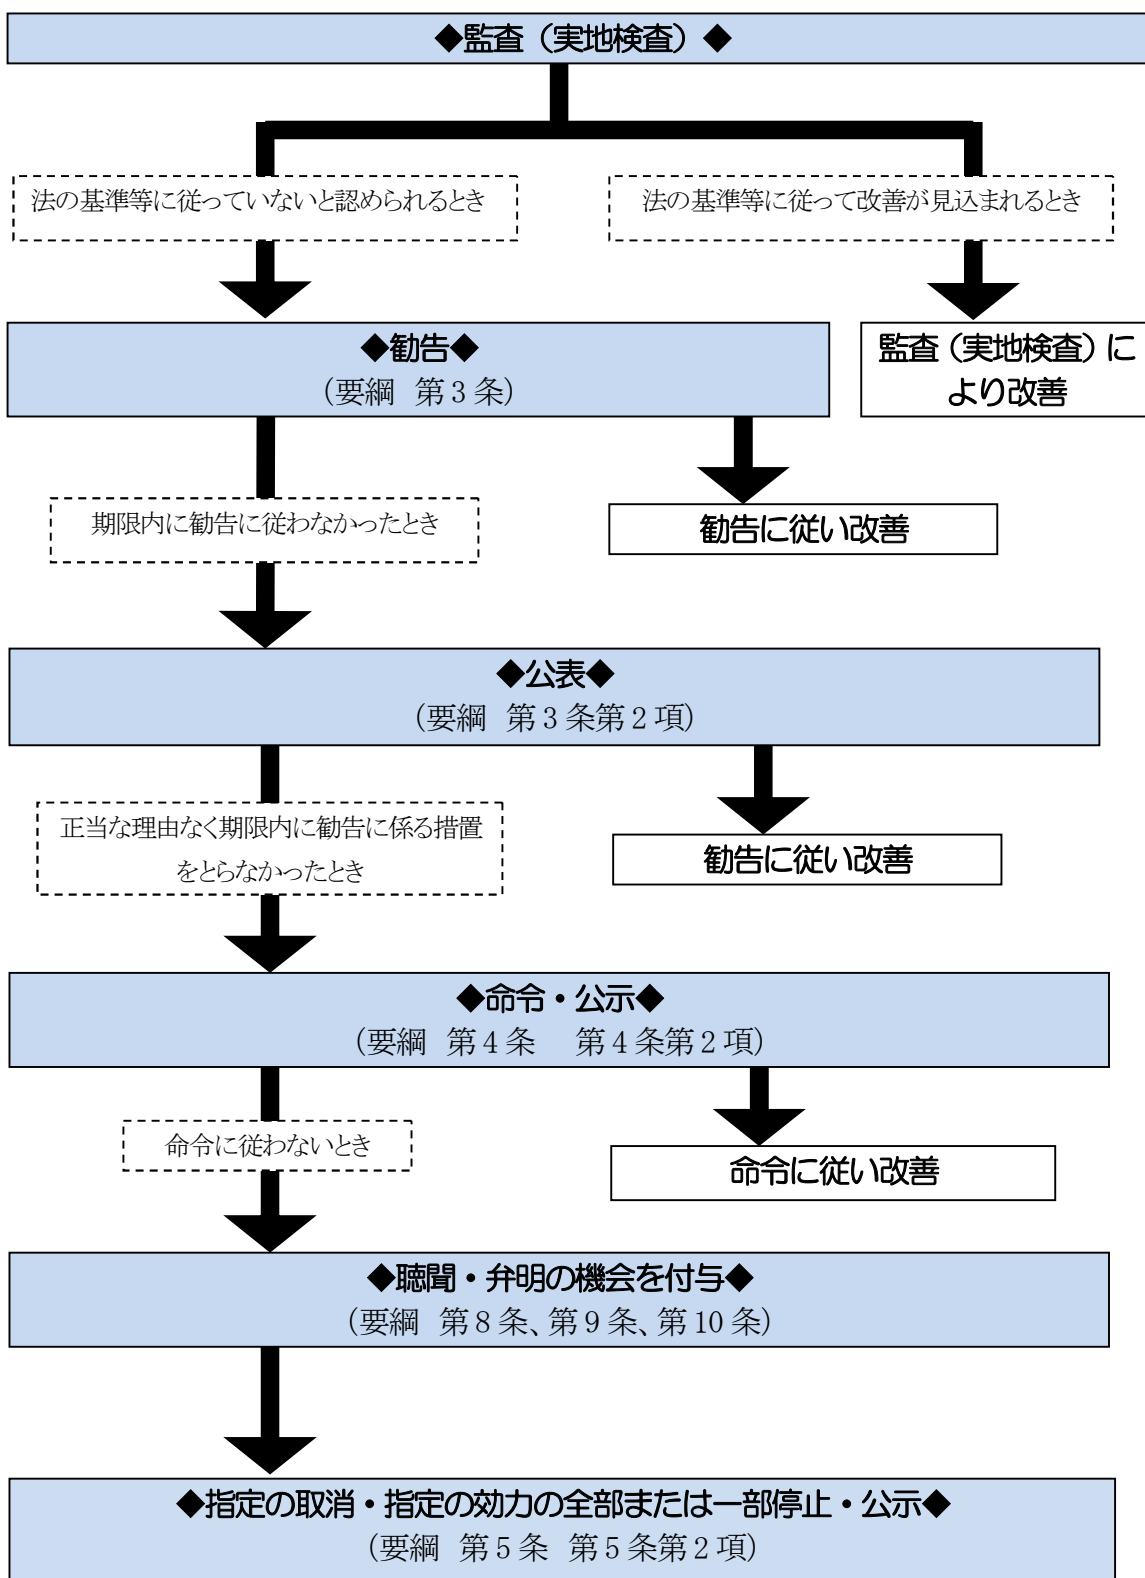 ◆監査（実地検査）◆
法の基準等に従っていないと認められるとき
法の基準等に従って改善が見込まれるとき
◆勧告◆
（要綱　第３条）
監査（実地検査）に
より改善
期限内に勧告に従わなかったとき
勧告に従い改善
◆公表◆
（要綱　第３条第２項）
正当な理由なく期限内に勧告に係る措置
をとらなかったとき
勧告に従い改善
◆命令・公示◆
（要綱　第４条　　第４条第２項）
命令に従わないとき
命令に従い改善
◆聴聞・弁明の機会を付与◆
（要綱　第８条、第９条、第10条）
◆指定の取消・指定の効力の全部または一部停止・公示◆
（要綱　第５条　第５条第２項）